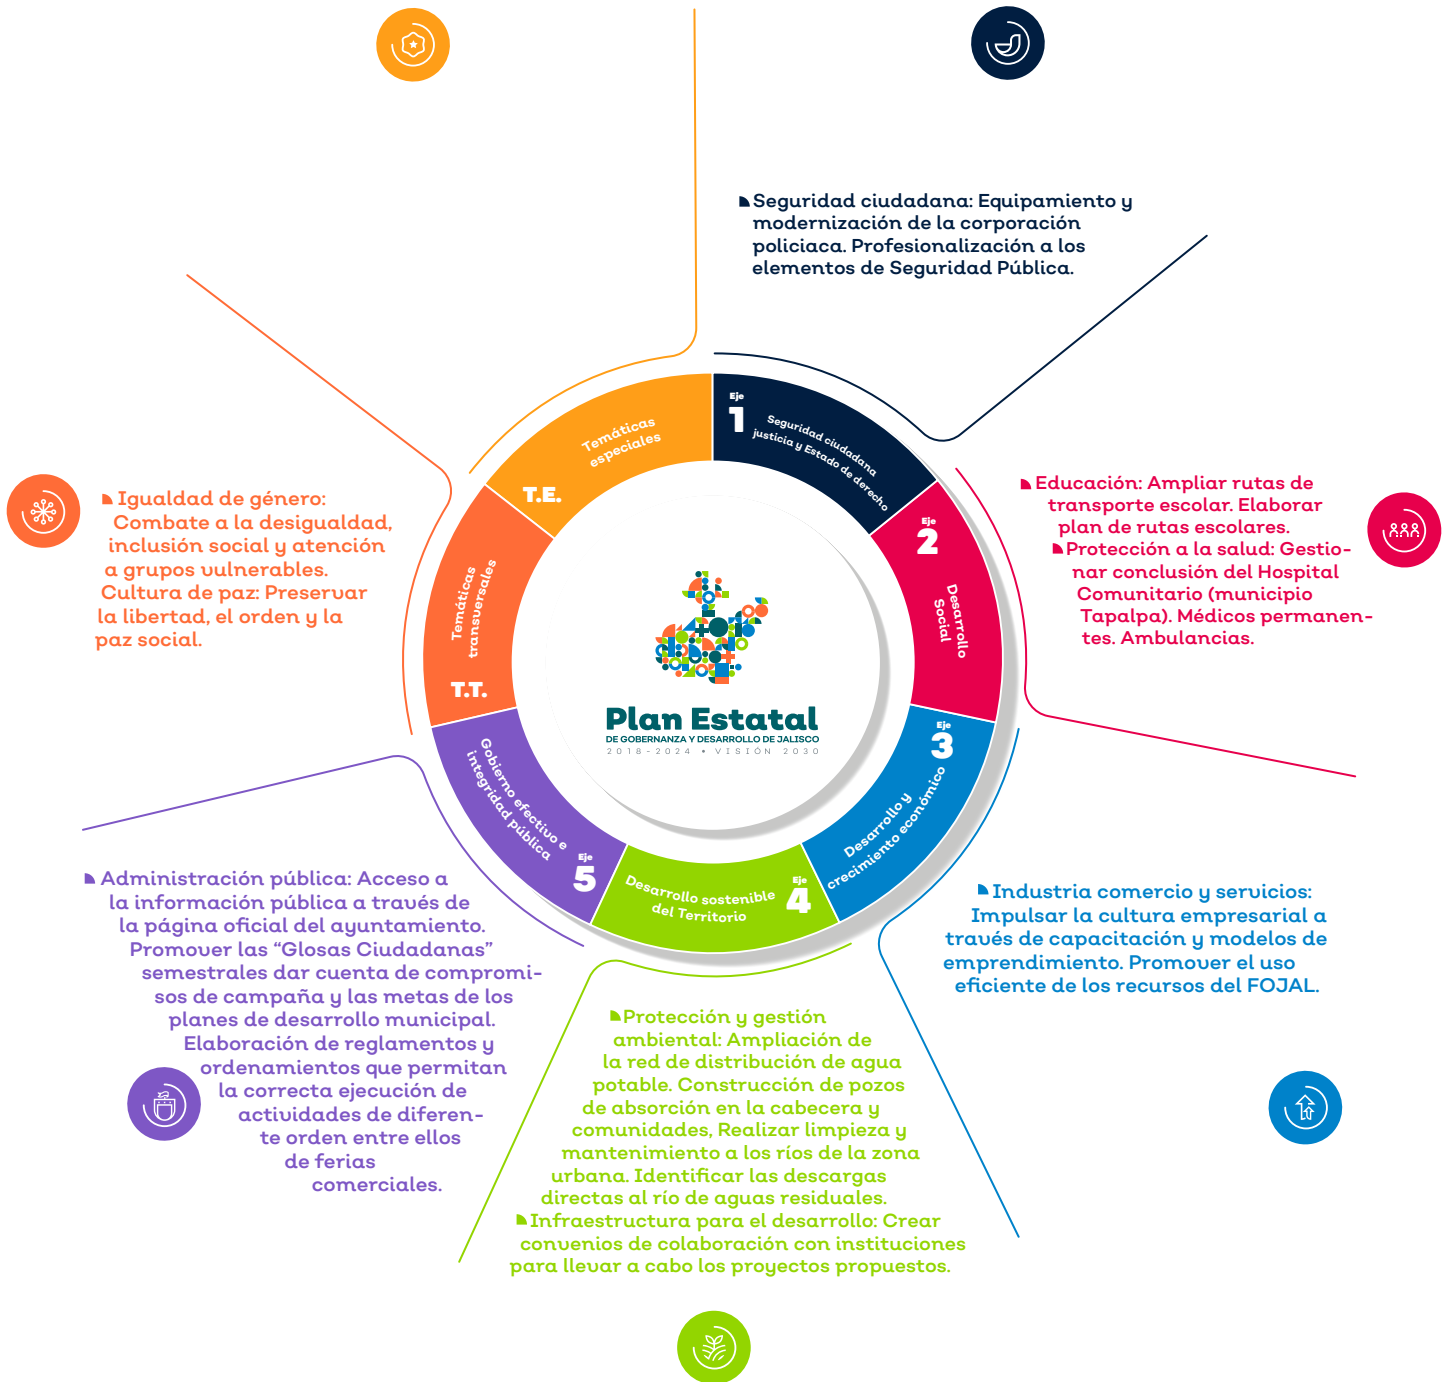 Seguridad ciudadana: Equipamiento y
modernización de la corporación
policiaca. Profesionalización a los
elementos de Seguridad Pública.
Eje
1
Seguridad ciudadana
justicia y Estado de derecho
Educación: Ampliar rutas de
transporte escolar. Elaborar
plan de rutas escolares.
Protección a la salud: Gestio-
nar conclusión del Hospital
Comunitario (municipio
Tapalpa). Médicos permanen-
tes. Ambulancias.
Eje
2
Desarrollo
Social
Eje
3
Desarrollo y
crecimiento económico
Industria comercio y servicios:
Impulsar la cultura empresarial a
través de capacitación y modelos de
emprendimiento. Promover el uso
eficiente de los recursos del FOJAL.
Eje
4
Desarrollo sostenible
del Territorio
Protección y gestión
ambiental: Ampliación de
la red de distribución de agua
potable. Construcción de pozos
de absorción en la cabecera y
comunidades, Realizar limpieza y
mantenimiento a los ríos de la zona
urbana. Identificar las descargas
directas al río de aguas residuales.
Infraestructura para el desarrollo: Crear
convenios de colaboración con instituciones
para llevar a cabo los proyectos propuestos.
Eje
5
Gobierno efectivo e
integridad pública
Administración pública: Acceso a
la información pública a través de
la página oficial del ayuntamiento.
Promover las “Glosas Ciudadanas”
semestrales dar cuenta de compromi-
sos de campaña y las metas de los
planes de desarrollo municipal.
Elaboración de reglamentos y
ordenamientos que permitan
la correcta ejecución de
actividades de diferen-
te orden entre ellos
de ferias
comerciales.
T.T.
Temáticas
transversales
Igualdad de género:
Combate a la desigualdad,
inclusión social y atención
a grupos vulnerables.
Cultura de paz: Preservar
la libertad, el orden y la
paz social.
T.E.
Temáticas
especiales
Plan Estatal
DE GOBERNANZA Y DESARROLLO DE JALISCO
2018-2024 • VISIÓN 2030